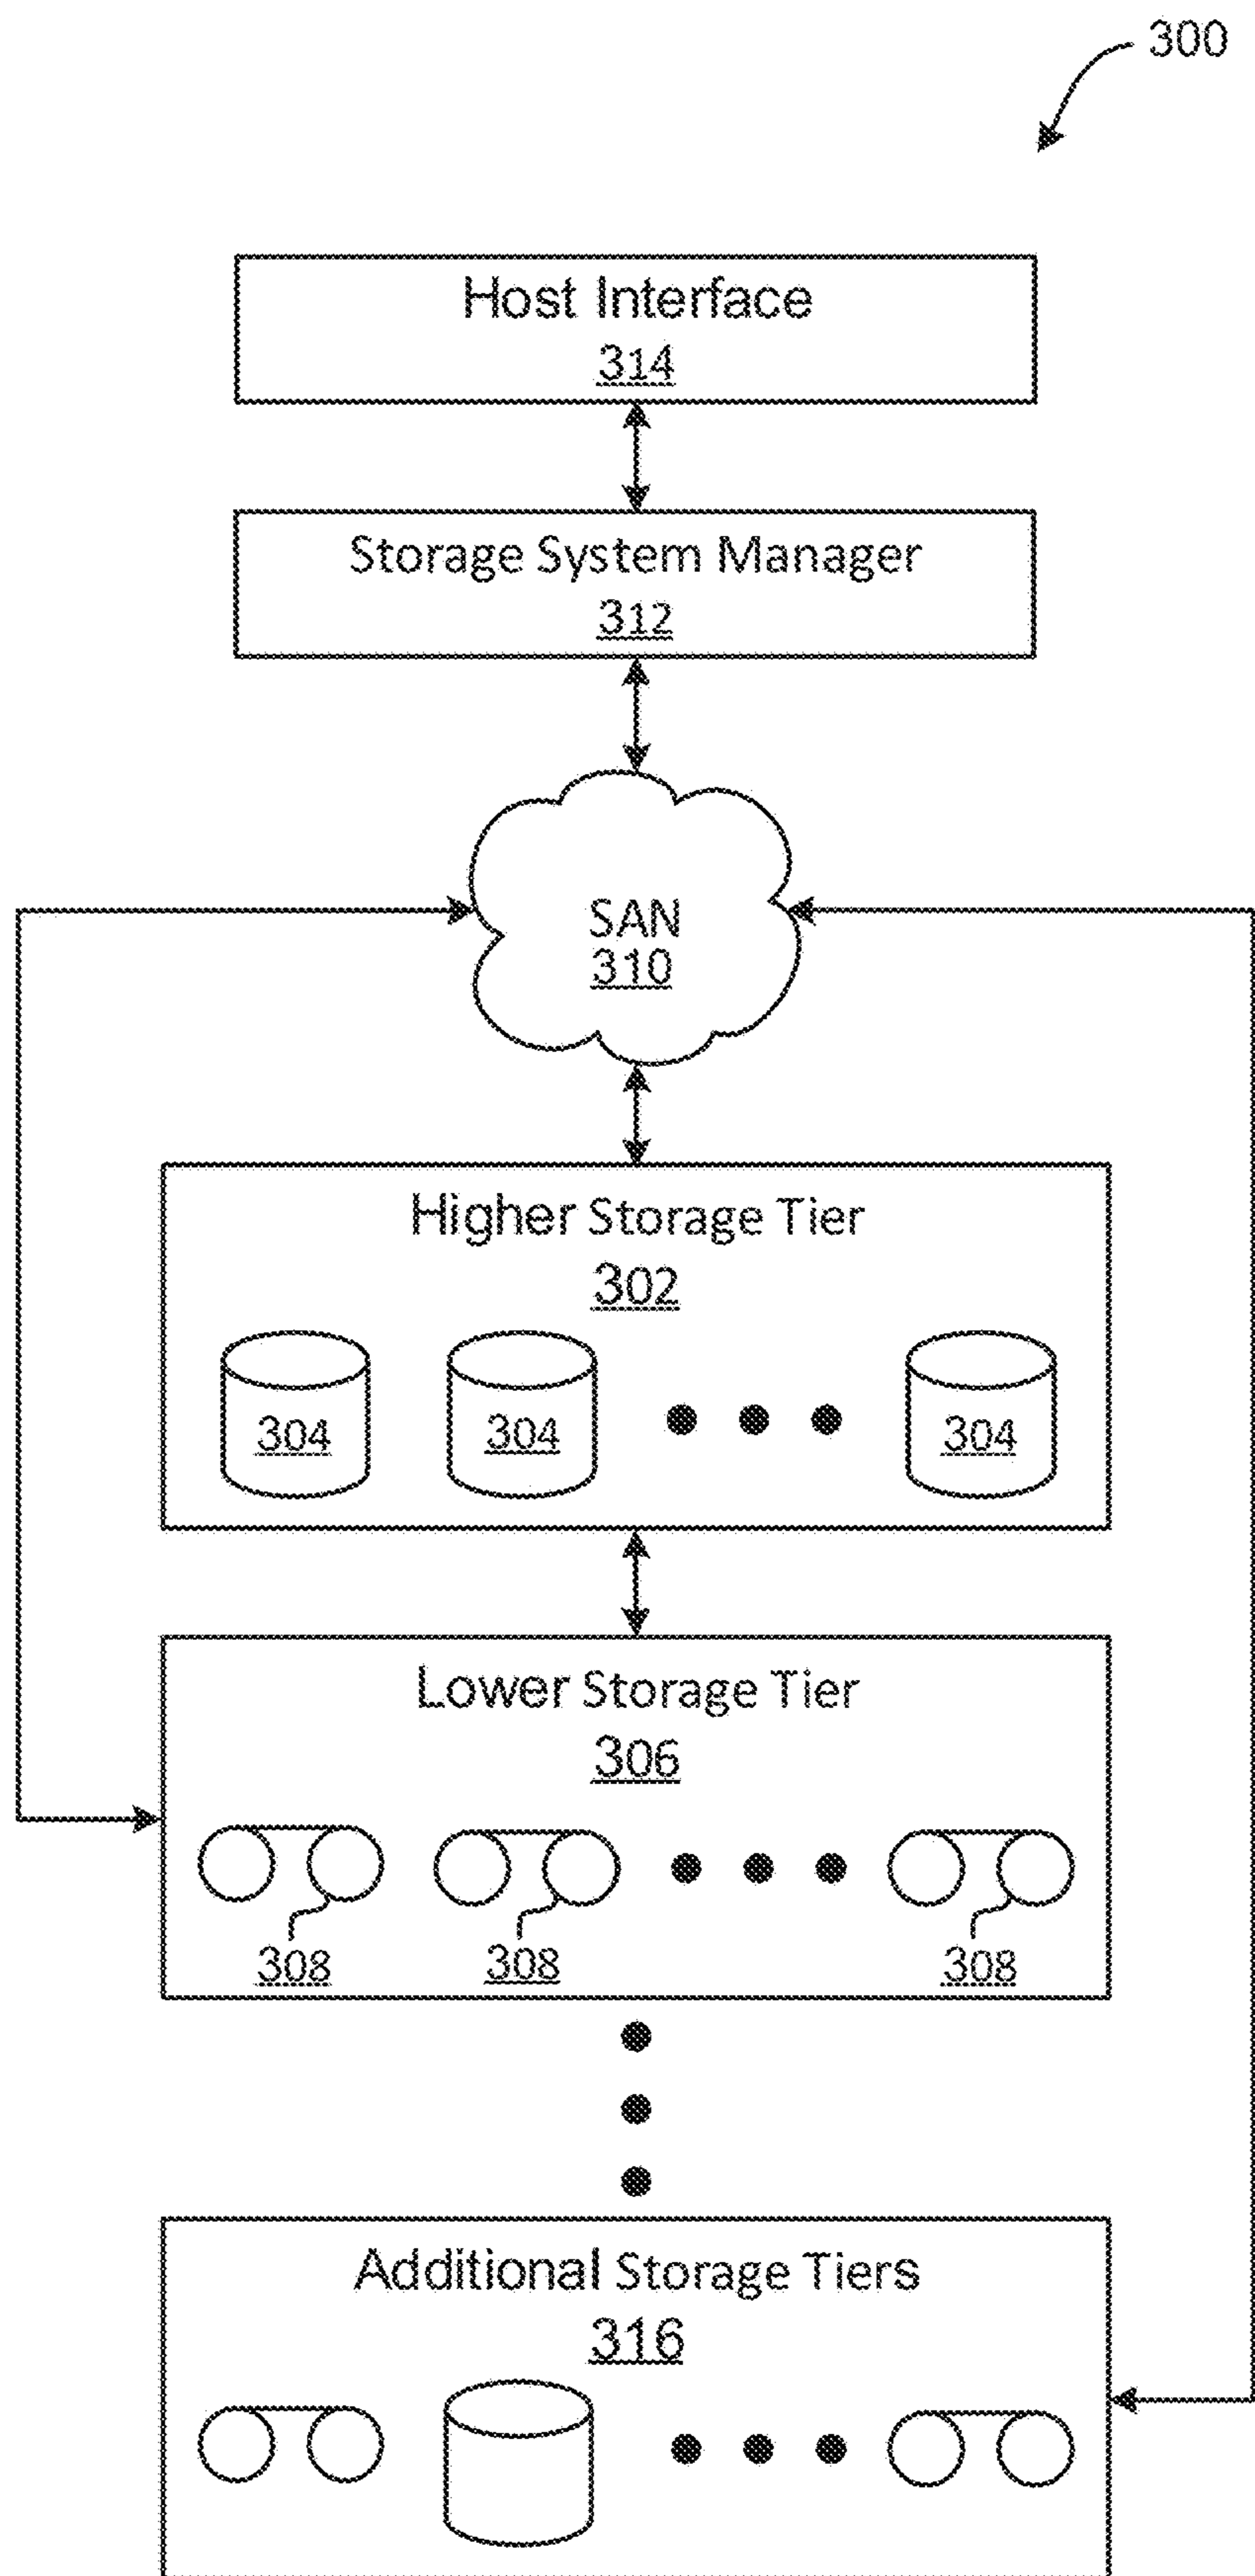 300
Host Interface
314
Storage System Manager
312
SAN
310
Higher Storage Tier
302
304 304 304
Lower Storage Tier
306
308 308 308
Additional Storage Tiers
316